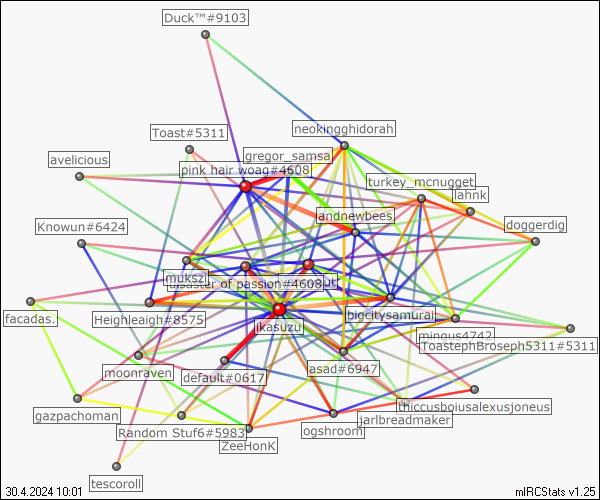 Duck™#9103
neokingghidorah
Toast#5311
gregor_samsa
avelicious
pink hair woag#4608
turkey_mcnugget
lahnk
andnewbees
Knowun#6424
doggerdig
mukszi
disaster of passion#4608
facadas.
Heighleaigh#8575
ikasuzu
bigcitysamurai
mingus4742
ToastephBroseph5311#5311
moonraven
default#0617
asad#6947
gazpachoman
thiccusboiusalexusjoneus
jarlbreadmaker
Random Stuf6#5983
ogshroom
ZeeHonK
tescoroll
30.4.2024 10:01
mIRCStats v1.25